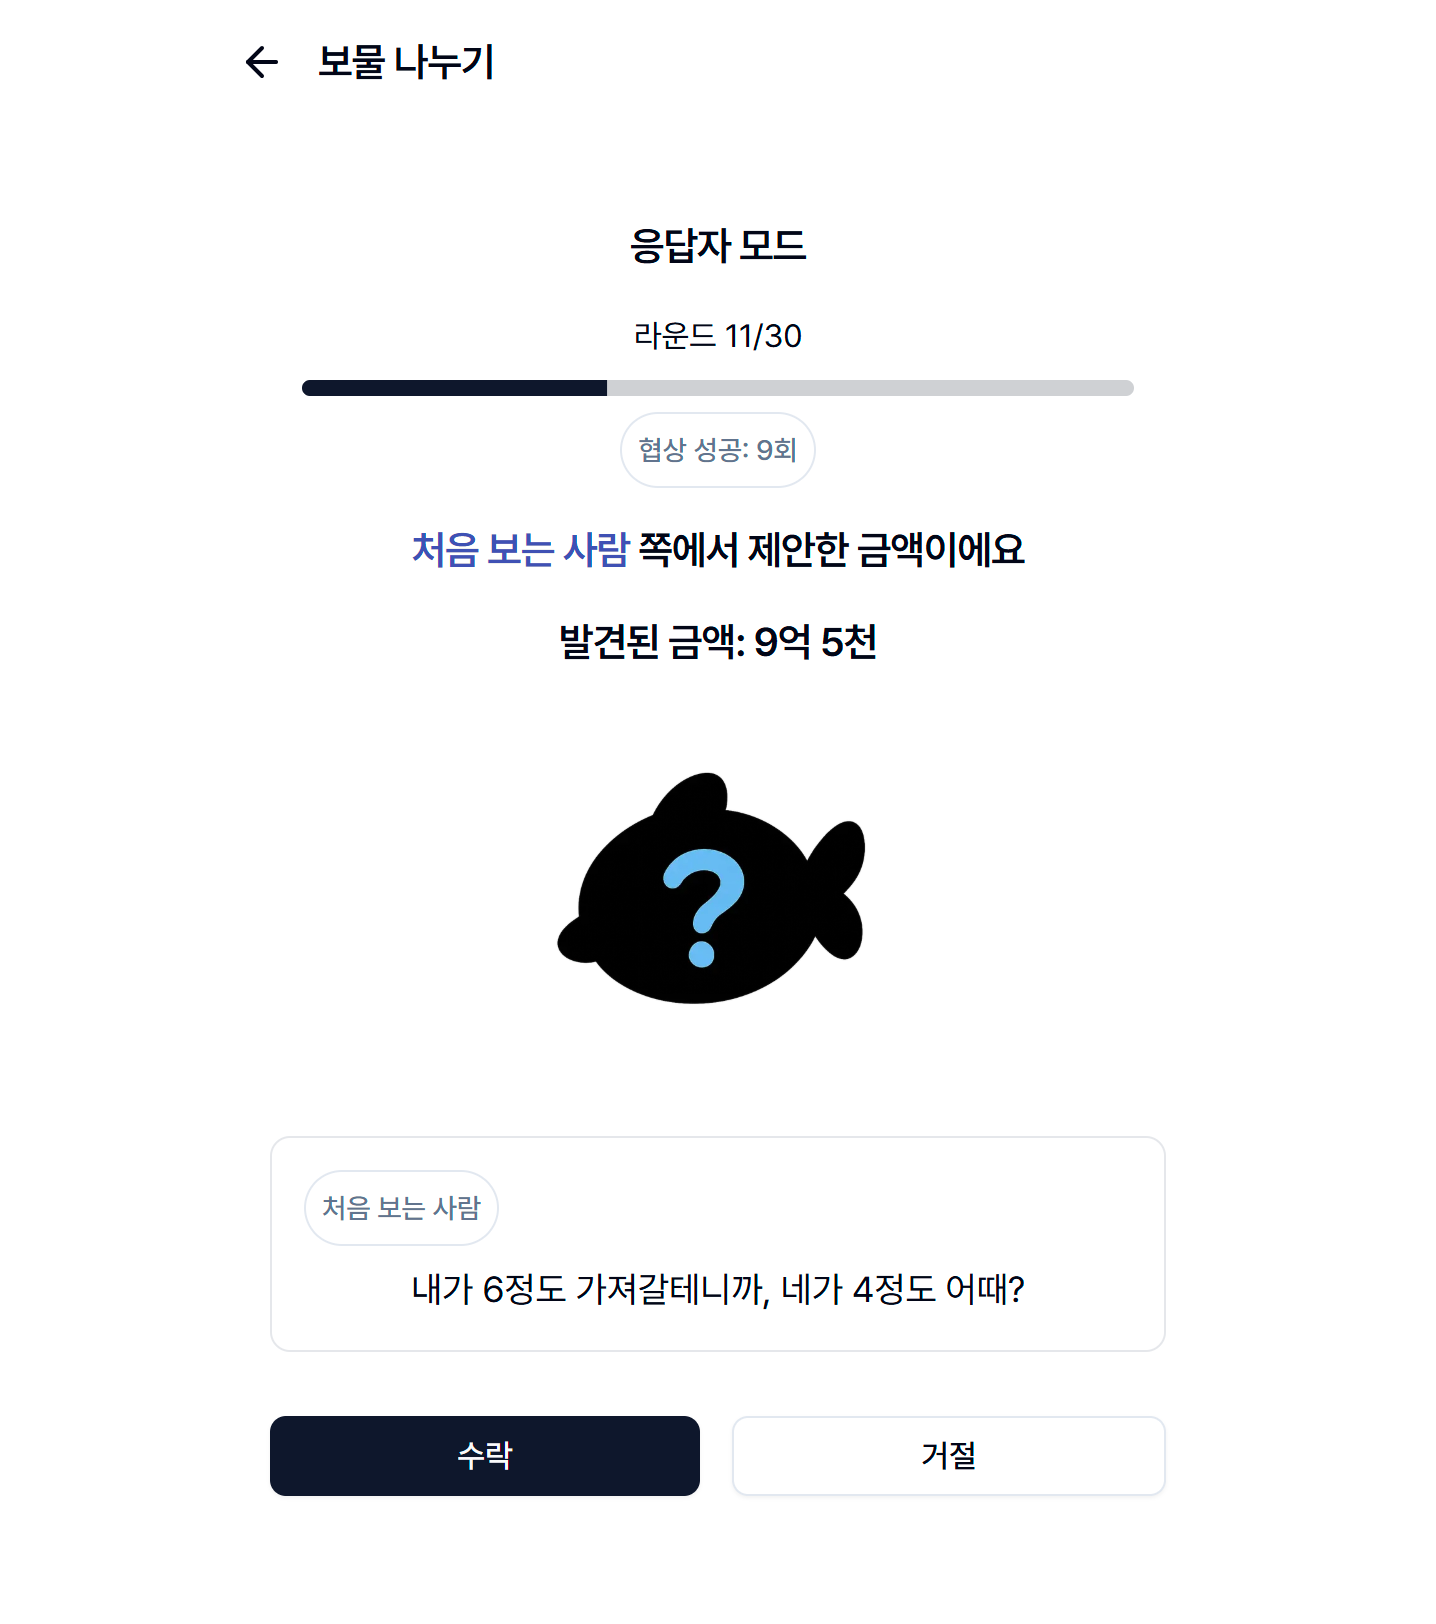 보물 나누기
응답자 모드
라운드 11/30
협상 성공: 9회
처음 보는 사람 쪽에서 제안한 금액이에요
발견된 금액: 9억 5천
?
처음 보는 사람
내가 6정도 가져갈테니까, 네가 4정도 어때?
수락
거절